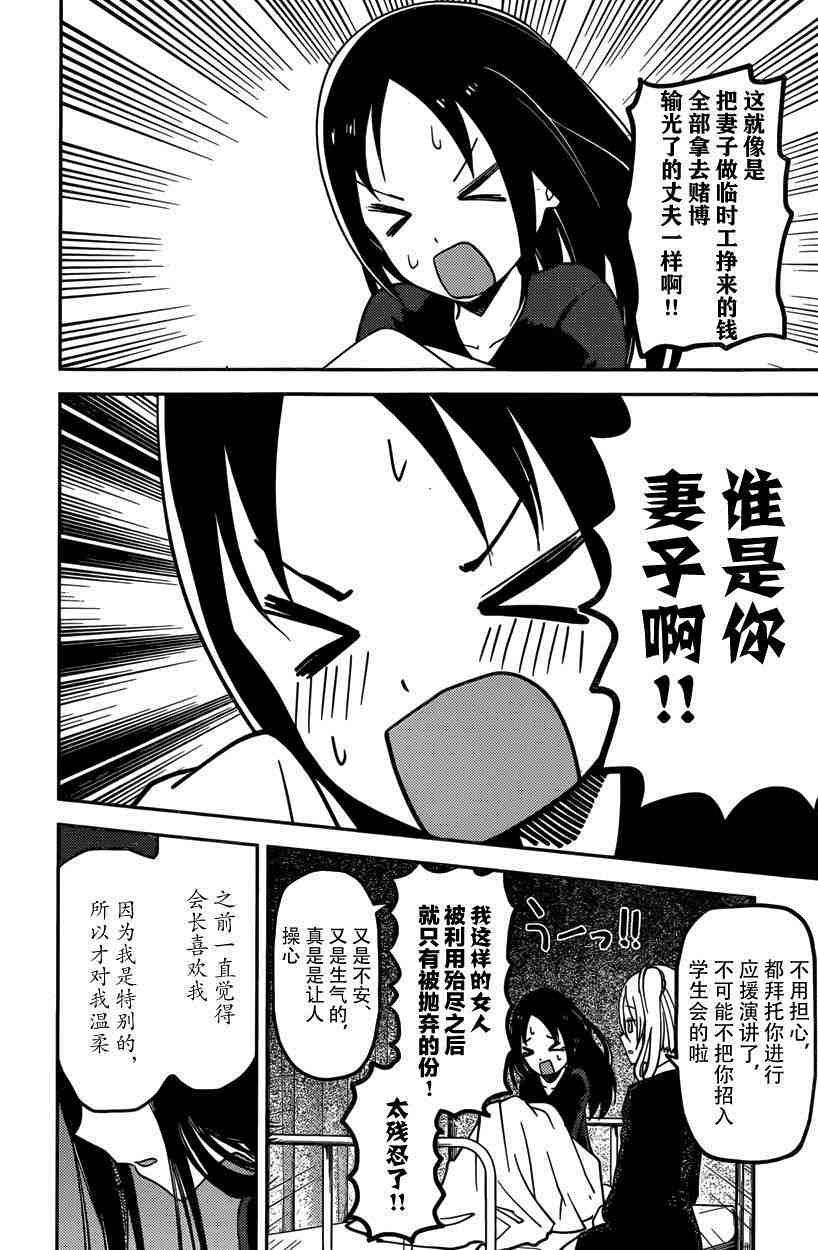 这就像是
把妻子做临时工挣来的钱
全部拿去赌博
输光了的丈夫一样啊!!
谁是你
妻子啊!!
不用担心,
都拜托你进行
应援演讲了,
不可能不把你招入
学生会的啦
うーっ!!
我这样的女人
被利用殆尽之后
就只有被抛弃的份!
太残忍了!!
又是不安、
又是生气的,
真是是让人
操心
之前一直觉得
会长喜欢我
因为我是特别的,
所以才对我温柔